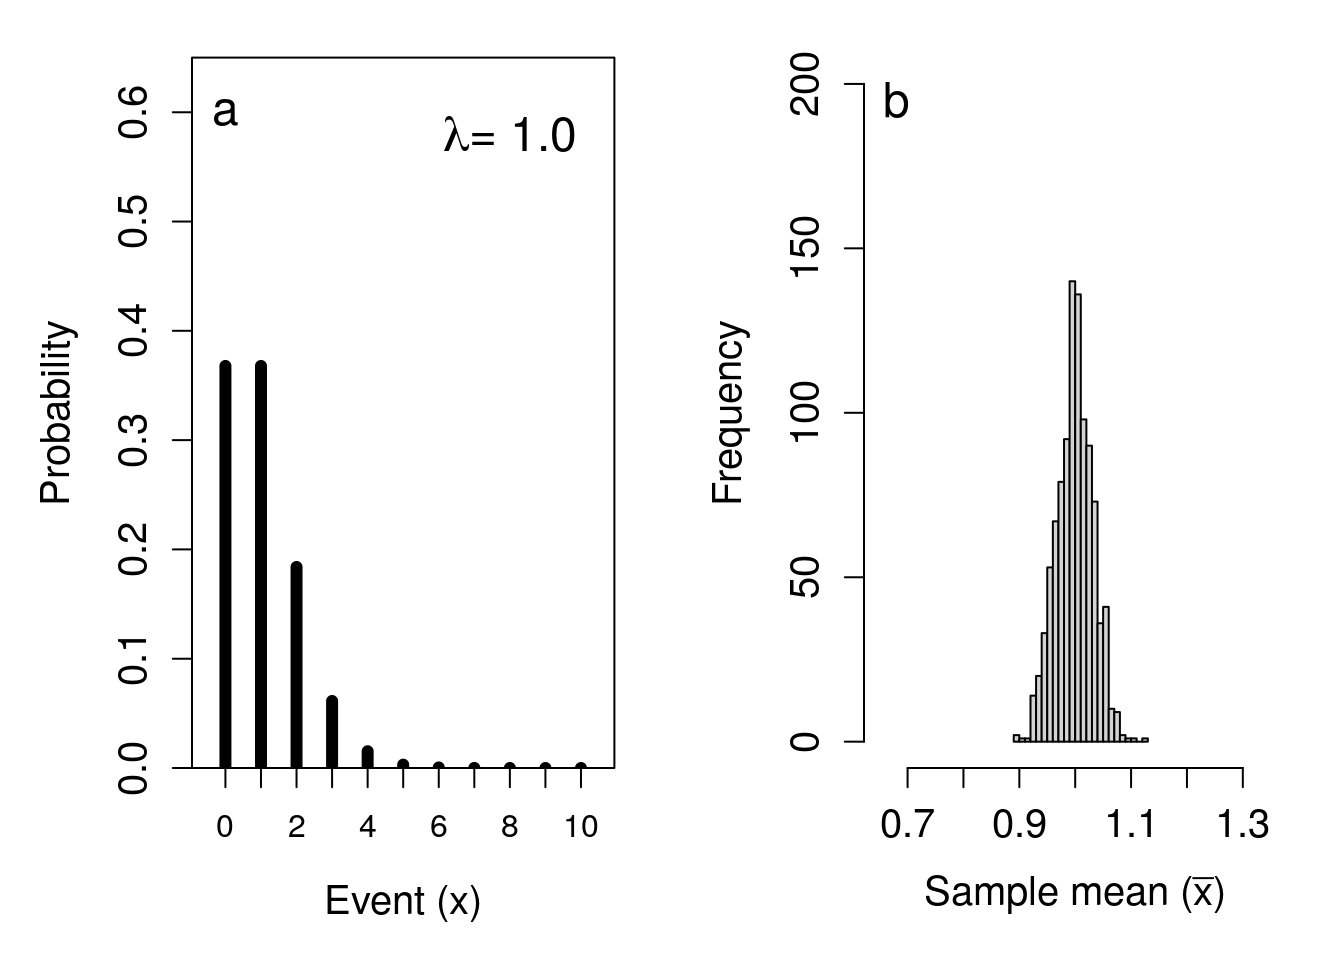 a
λ= 1.0
Probability
0.6
0.5
0.4
0.3
0.2
0.1
0.0
0 2 4 6 8 10
Event (x)
b
Frequency
200
150
100
50
0
0.7 0.9 1.1 1.3
Sample mean (x̅)